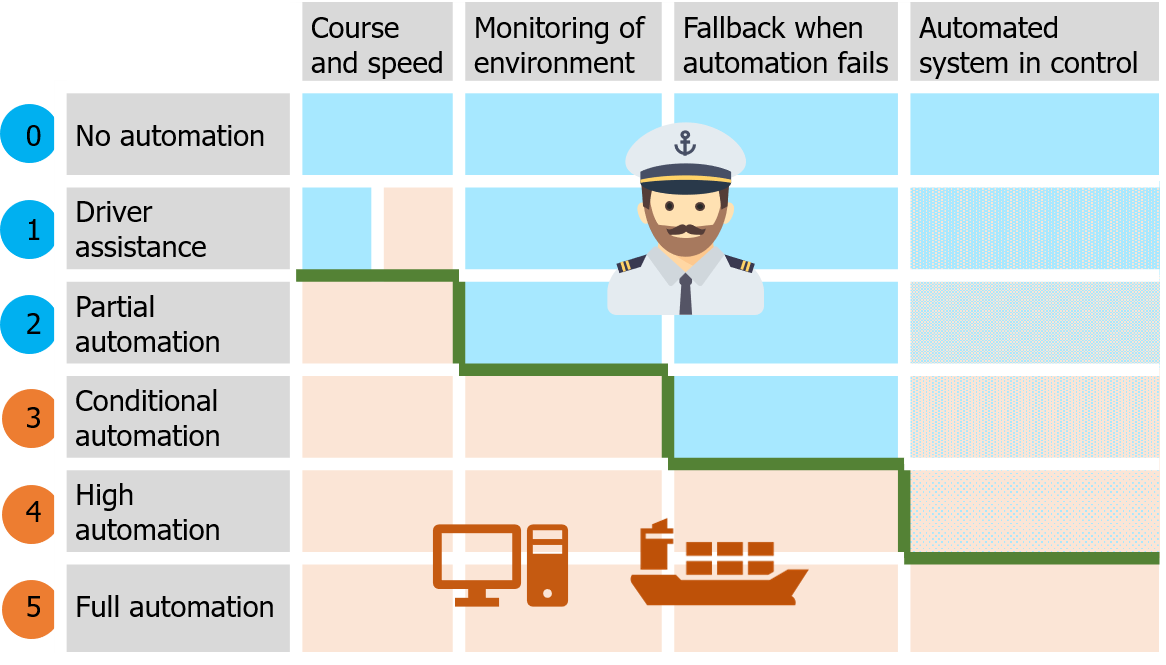 Course
and speed
Monitoring of
environment
Fallback when
automation fails
Automated
system in control
0
No automation
1
Driver
assistance
2
Partial
automation
3
Conditional
automation
4
High
automation
5
Full automation